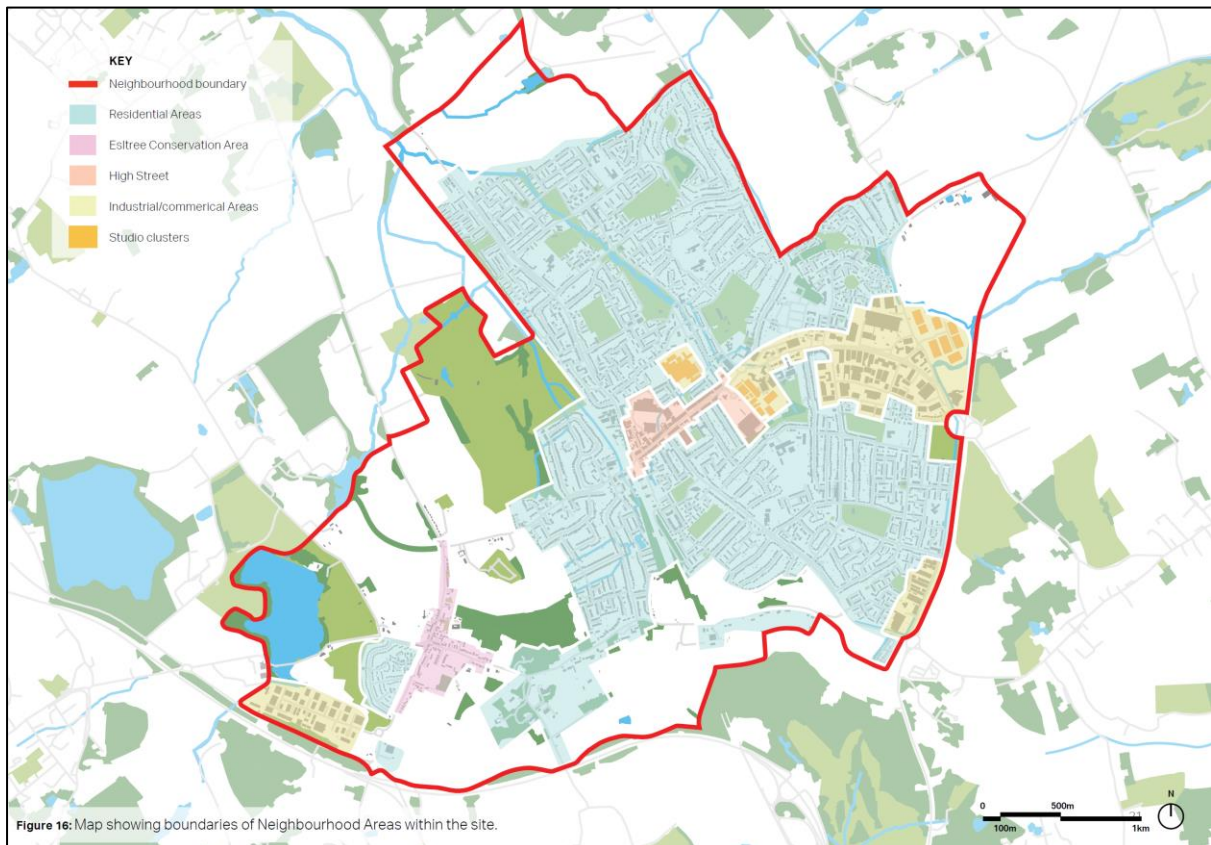 KEY
Neighbourhood boundary
Residential Areas
Esltree Conservation Area
High Street
Industrial/commerical Areas
Studio clusters
Figure 16: Map showing boundaries of Neighbourhood Areas within the site.
0 500m
100m 1km
21
N